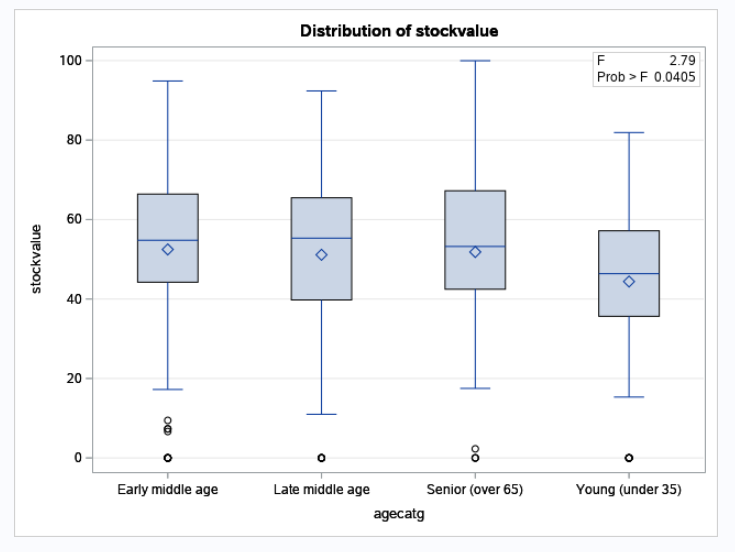 Distribution of stockvalue
F 2.79
Prob > F 0.0405
100
80
60
40
20
0
stockvalue
Early middle age Late middle age Senior (over 65) Young (under 35)
agecatg